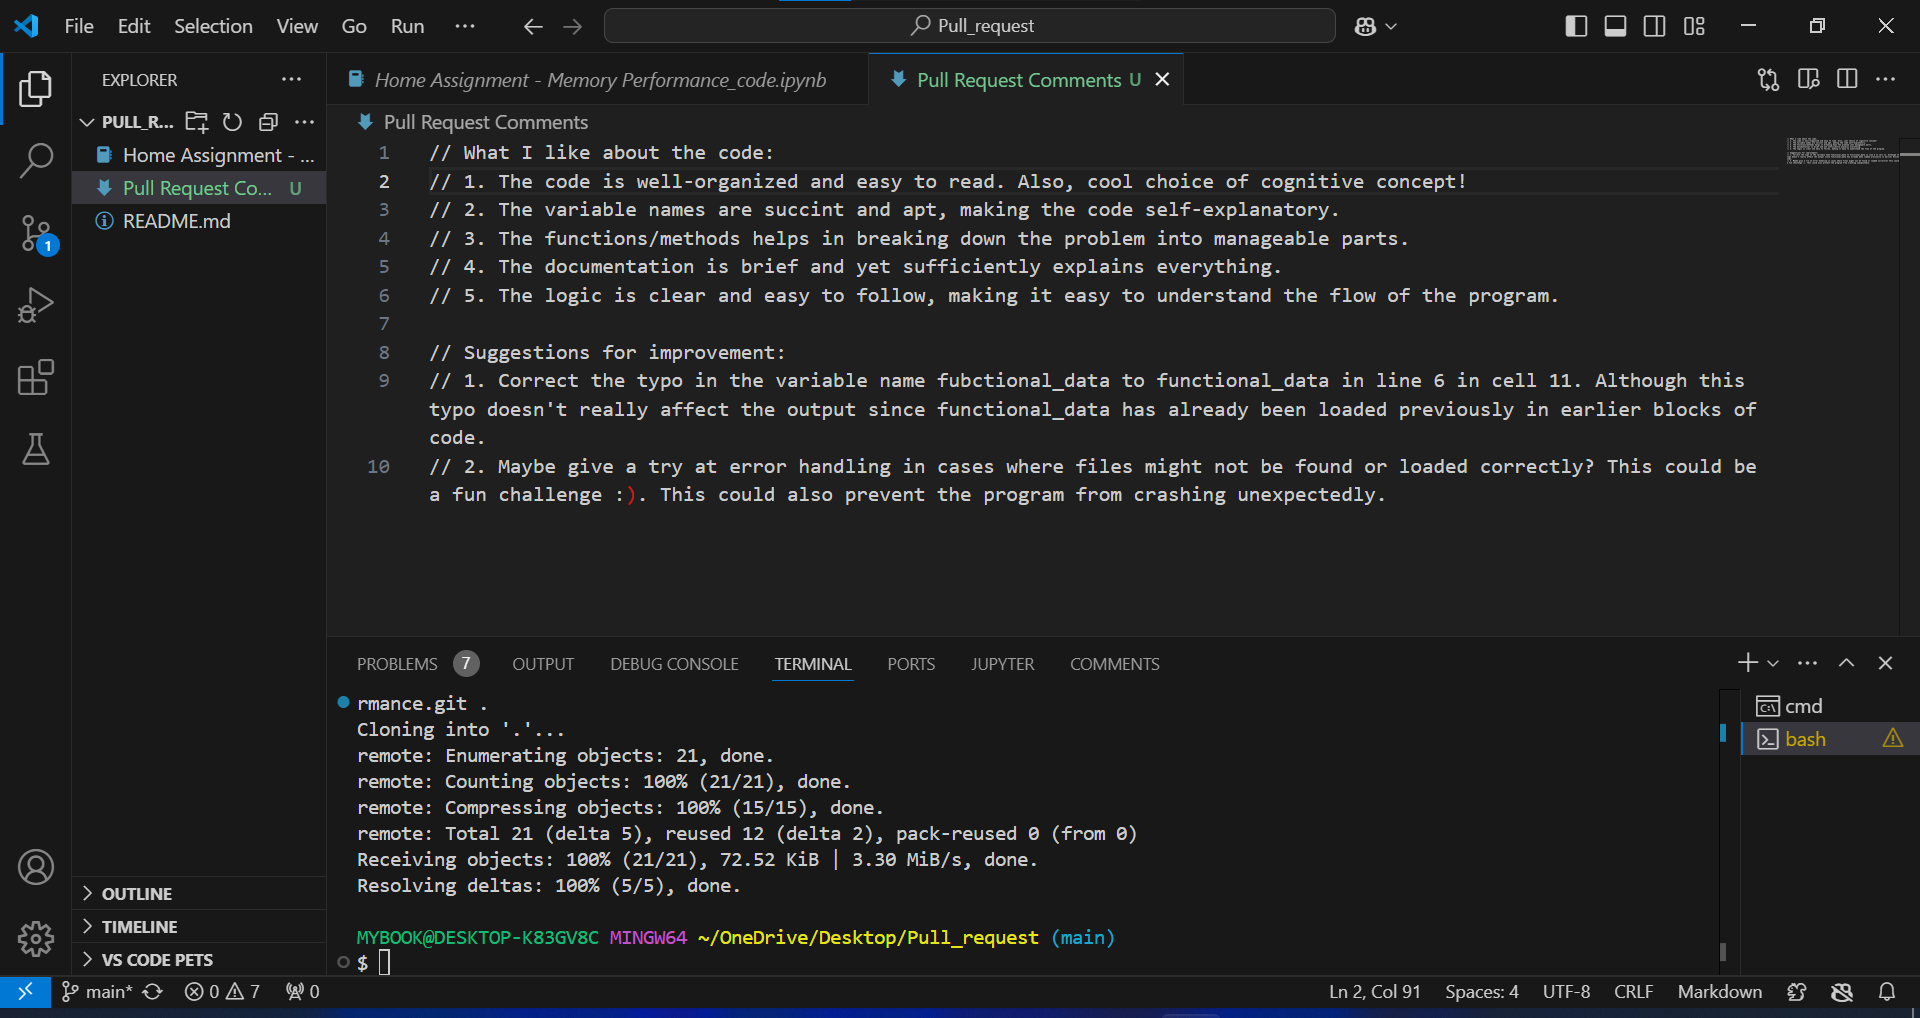 File Edit Selection View Go Run ...
Pull_request
EXPLORER
PULL_R...
Home Assignment - ...
Pull Request Co... U
README.md
1
OUTLINE
TIMELINE
VS CODE PETS
Home Assignment - Memory Performance_code.ipynb
Pull Request Comments U
Pull Request Comments
1 // What I like about the code:
2 // 1. The code is well-organized and easy to read. Also, cool choice of cognitive concept!
3 // 2. The variable names are succint and apt, making the code self-explanatory.
4 // 3. The functions/methods helps in breaking down the problem into manageable parts.
5 // 4. The documentation is brief and yet sufficiently explains everything.
6 // 5. The logic is clear and easy to follow, making it easy to understand the flow of the program.
7
8 // Suggestions for improvement:
9 // 1. Correct the typo in the variable name fubctional_data to functional_data in line 6 in cell 11. Although this
typo doesn't really affect the output since functional_data has already been loaded previously in earlier blocks of
code.
10 // 2. Maybe give a try at error handling in cases where files might not be found or loaded correctly? This could be
a fun challenge :). This could also prevent the program from crashing unexpectedly.
PROBLEMS 7 OUTPUT DEBUG CONSOLE TERMINAL PORTS JUPYTER COMMENTS
rmance.git .
Cloning into '.'...
remote: Enumerating objects: 21, done.
remote: Counting objects: 100% (21/21), done.
remote: Compressing objects: 100% (15/15), done.
remote: Total 21 (delta 5), reused 12 (delta 2), pack-reused 0 (from 0)
Receiving objects: 100% (21/21), 72.52 KiB | 3.30 MiB/s, done.
Resolving deltas: 100% (5/5), done.
MYBOOK@DESKTOP-K83GV8C MINGW64 ~/OneDrive/Desktop/Pull_request (main)
$
cmd
bash
main* 0 7 0
Ln 2, Col 91 Spaces: 4 UTF-8 CRLF Markdown